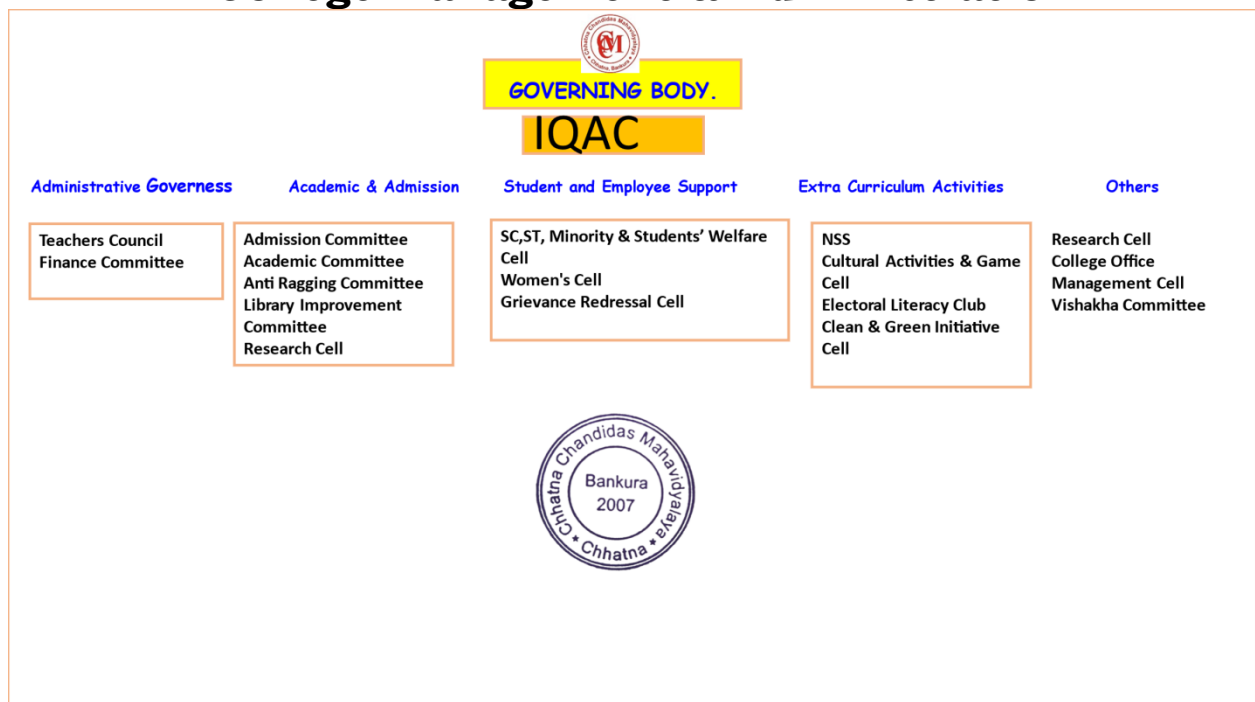 GOVERNING BODY.
IQAC
Administrative Governess
Teachers Council
Finance Committee
Academic & Admission
Admission Committee
Academic Committee
Anti Ragging Committee
Library Improvement
Committee
Research Cell
Student and Employee Support
SC,ST, Minority & Students’ Welfare
Cell
Women's Cell
Grievance Redressal Cell
Extra Curriculum Activities
NSS
Cultural Activities & Game
Cell
Electoral Literacy Club
Clean & Green Initiative
Cell
Others
Research Cell
College Office
Management Cell
Vishakha Committee
Chhatna Chandidas Mahavidyalaya
Bankura
2007
Chhatna